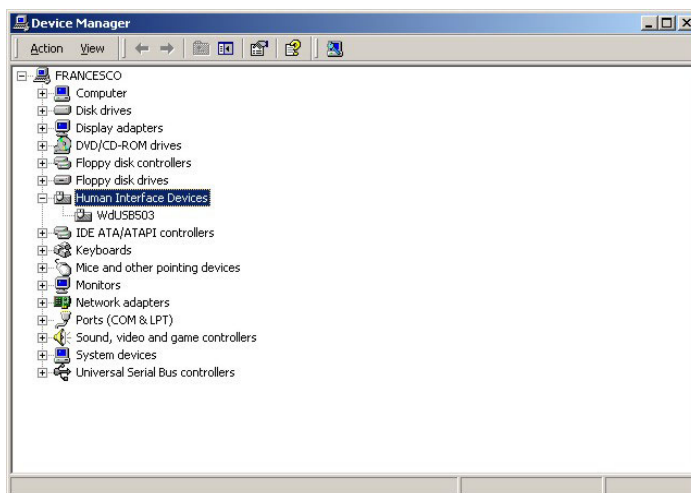 Device Manager
Action View
FRANCESCO
Computer
Disk drives
Display adapters
DVD/CD-ROM drives
Floppy disk controllers
Floppy disk drives
Human Interface Devices
WdUSB503
IDE ATA/ATAPI controllers
Keyboards
Mice and other pointing devices
Monitors
Network adapters
Ports (COM & LPT)
Sound, video and game controllers
System devices
Universal Serial Bus controllers